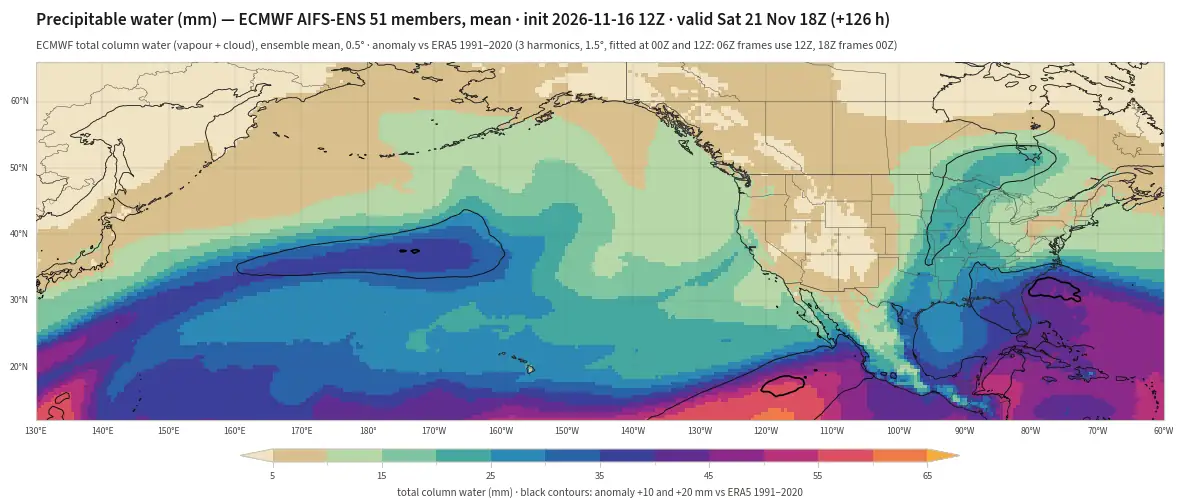 Precipitable water (mm) — ECMWF AIFS-ENS 51 members, mean · init 2026-11-16 12Z · valid Sat 21 Nov 18Z (+126 h)
ECMWF total column water (vapour + cloud), ensemble mean, 0.5° · anomaly vs ERA5 1991–2020 (3 harmonics, 1.5°, fitted at 00Z and 12Z: 06Z frames use 12Z, 18Z frames 00Z)
60°N
50°N
40°N
30°N
20°N
130°E 140°E 150°E 160°E 170°E 180° 170°W 160°W 150°W 140°W 130°W 120°W 110°W 100°W 90°W 80°W 70°W 60°W
5 15 25 35 45 55 65
total column water (mm) · black contours: anomaly +10 and +20 mm vs ERA5 1991–2020